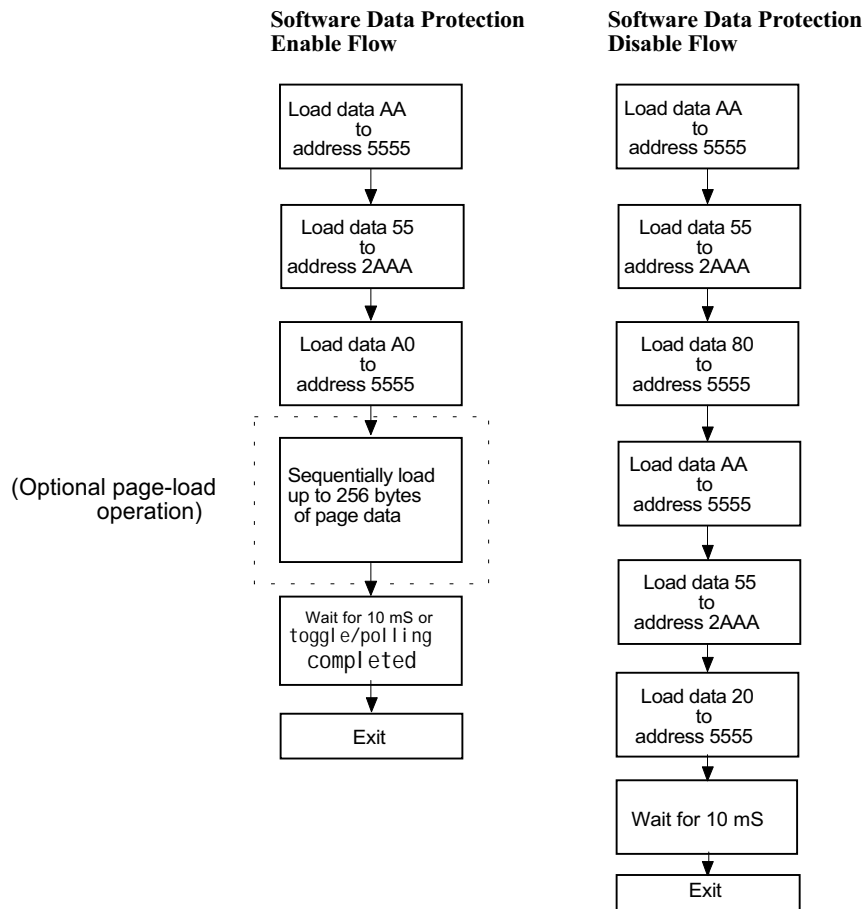 Software Data Protection
Enable Flow
Load data AA
to
address 5555
Load data 55
to
address 2AAA
Load data A0
to
address 5555
(Optional page-load
operation)
Sequentially load
up to 256 bytes
of page data
Wait for 10 mS or
toggle/polling
completed
Exit
Software Data Protection
Disable Flow
Load data AA
to
address 5555
Load data 55
to
address 2AAA
Load data 80
to
address 5555
Load data AA
to
address 5555
Load data 55
to
address 2AAA
Load data 20
to
address 5555
Wait for 10 mS
Exit